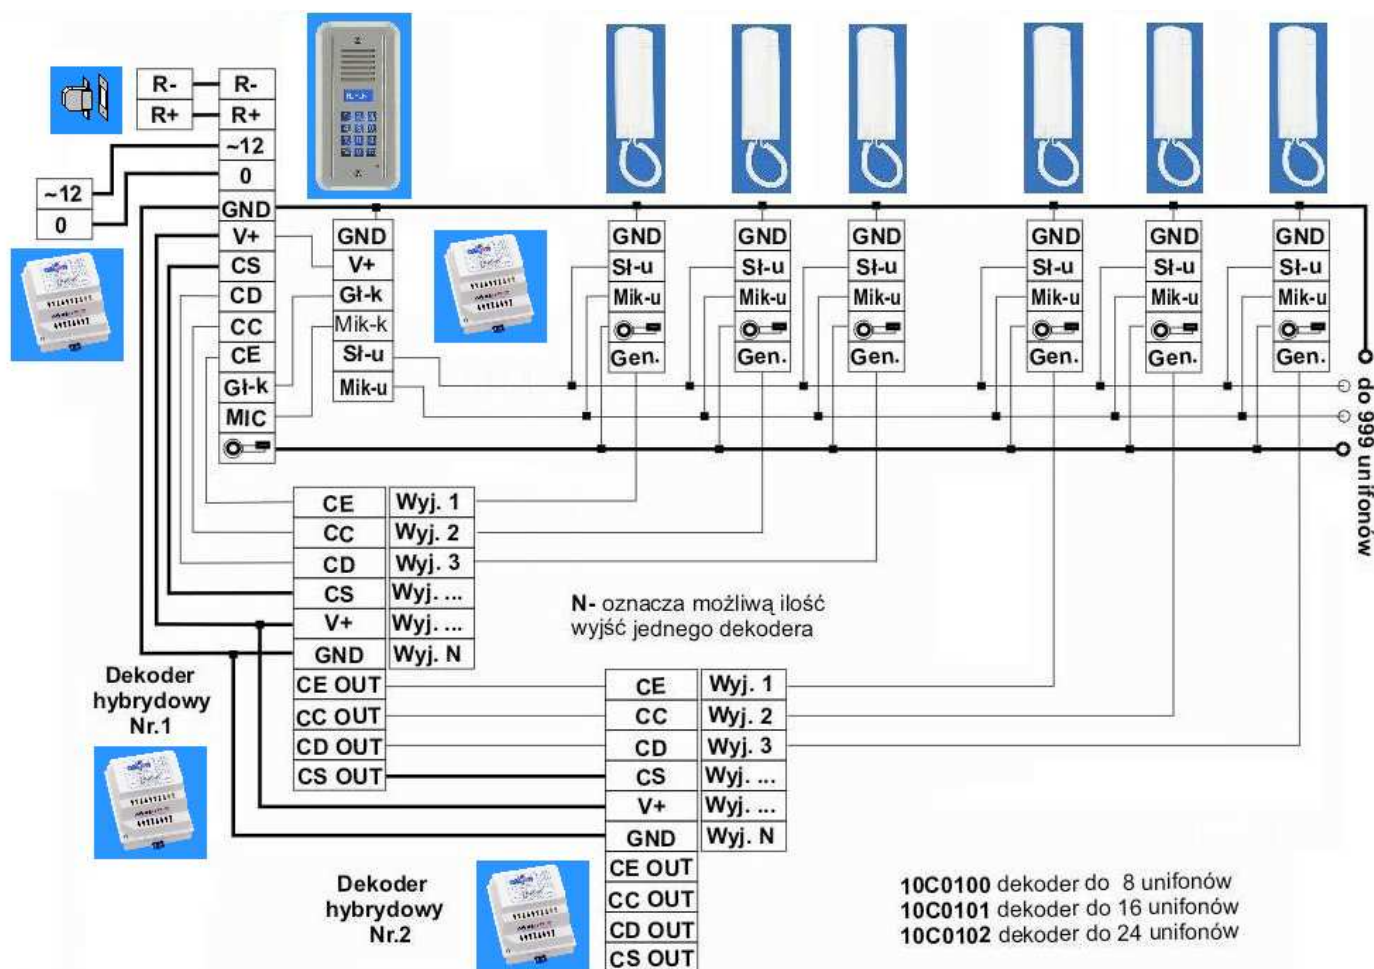 R-
R+
R-
R+
~12
0
GND
V+
CS
CD
CC
CE
Gł-k
MIC
~12
0
GND
V+
Gł-k
Mik-k
Sł-u
Mik-u
GND
Sł-u
Mik-u
Gen.
GND
Sł-u
Mik-u
Gen.
GND
Sł-u
Mik-u
Gen.
GND
Sł-u
Mik-u
Gen.
GND
Sł-u
Mik-u
Gen.
GND
Sł-u
Mik-u
Gen.
do 999 unifonów
CE Wyj. 1
CC Wyj. 2
CD Wyj. 3
CS Wyj. ...
V+ Wyj. ...
GND Wyj. N
CE OUT
CC OUT
CD OUT
CS OUT
N- oznacza możliwą ilość
wyjść jednego dekodera
Dekoder
hybrydowy
Nr.1
CE Wyj. 1
CC Wyj. 2
CD Wyj. 3
CS Wyj. ...
V+ Wyj. ...
GND Wyj. N
CE OUT
CC OUT
CD OUT
CS OUT
Dekoder
hybrydowy
Nr.2
10C0100 dekoder do 8 unifonów
10C0101 dekoder do 16 unifonów
10C0102 dekoder do 24 unifonów